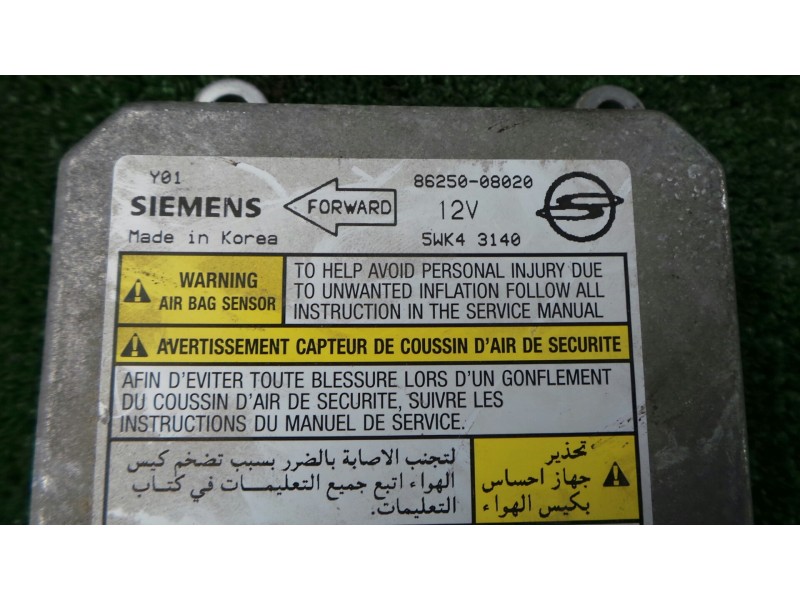 Y01
86250-08020
SIEMENS
FORWARD
12V
Made in Korea
5WK4 3140
WARNING
AIR BAG SENSOR
TO HELP AVOID PERSONAL INJURY DUE
TO UNWANTED INFLATION FOLLOW ALL
INSTRUCTION IN THE SERVICE MANUAL
AVERTISSEMENT CAPTEUR DE COUSSIN D'AIR DE SECURITE
AFIN D'EVITER TOUTE BLESSURE LORS D'UN GONFLEMENT
DU COUSSIN D'AIR DE SECURITE, SUIVRE LES
INSTRUCTIONS DU MANUEL DE SERVICE.
تحذير
جهاز احساس
بكيس الهواء
لتجنب الاصابة بالضرر بسبب تضخم كيس
الهواء اتبع جميع التعليمـــات في كتاب
التعليمات.